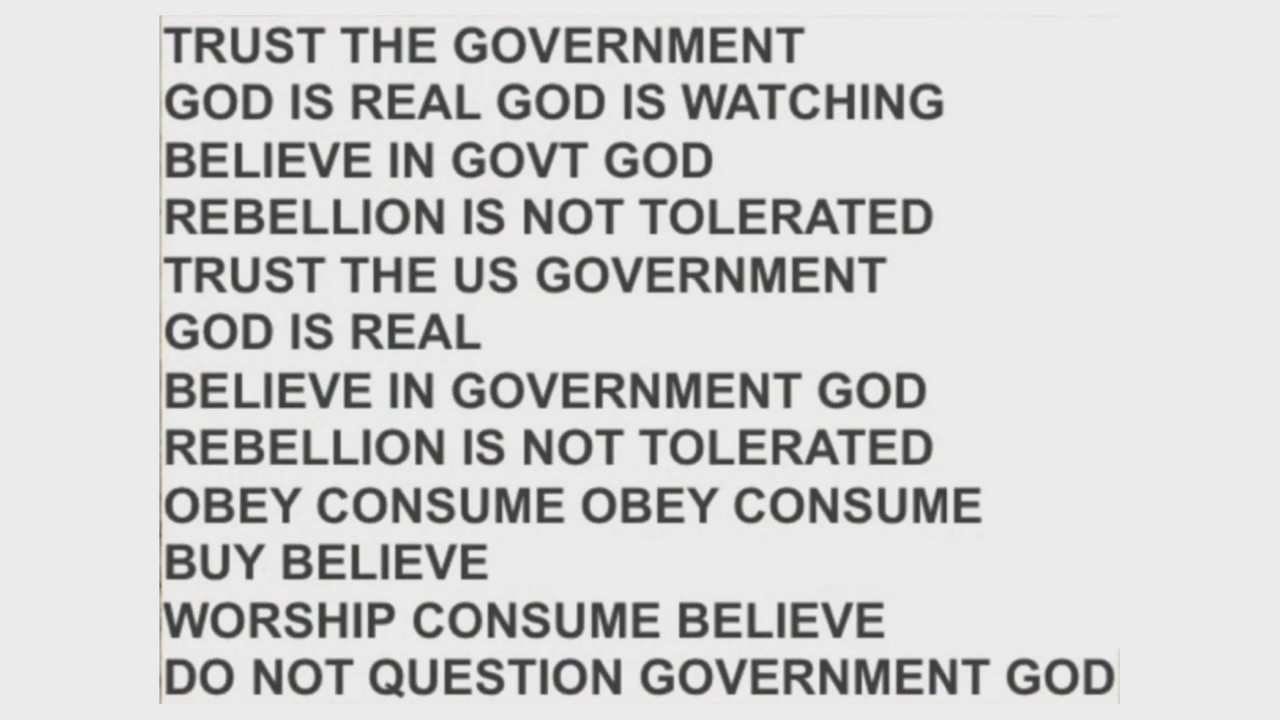 TRUST THE GOVERNMENT
GOD IS REAL GOD IS WATCHING
BELIEVE IN GOVT GOD
REBELLION IS NOT TOLERATED
TRUST THE US GOVERNMENT
GOD IS REAL
BELIEVE IN GOVERNMENT GOD
REBELLION IS NOT TOLERATED
OBEY CONSUME OBEY CONSUME
BUY BELIEVE
WORSHIP CONSUME BELIEVE
DO NOT QUESTION GOVERNMENT GOD